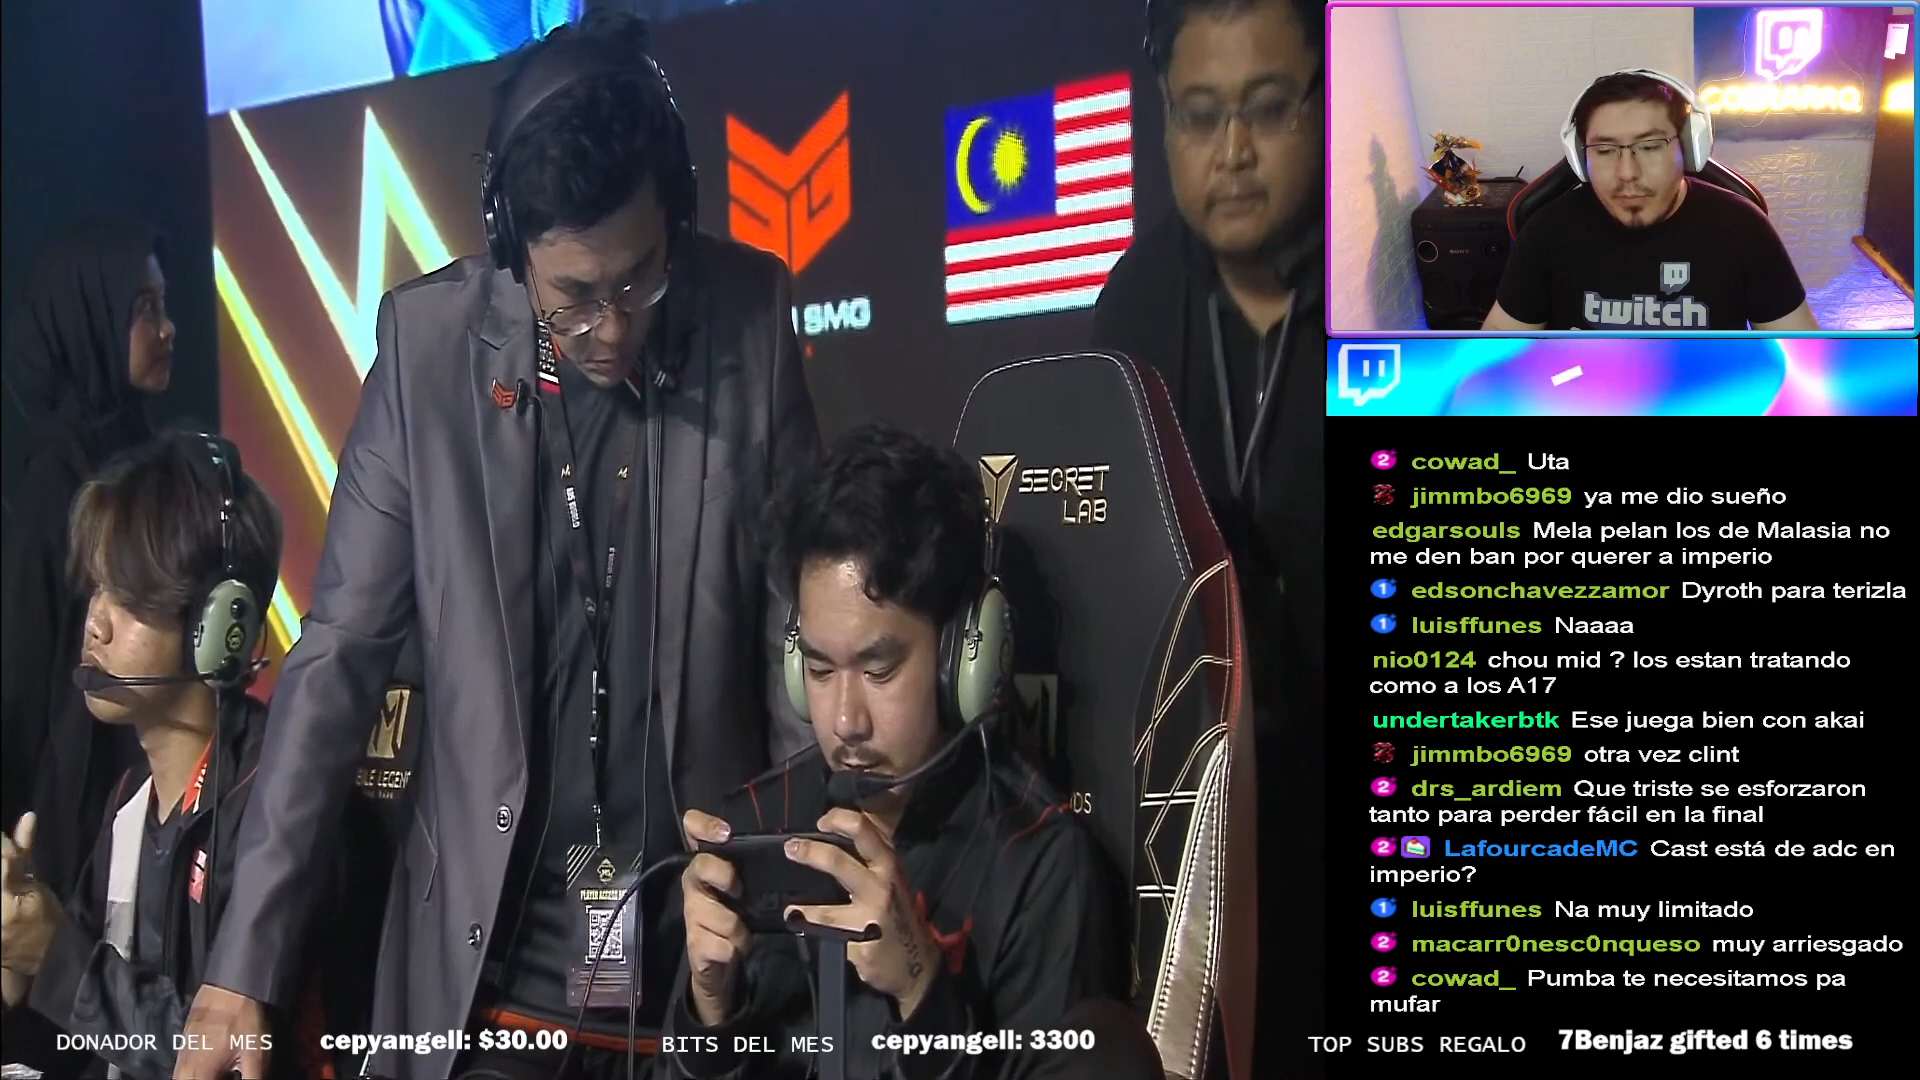 SMG
SECRET
LAB
PLAYER ACCESS
SONY
twitch
cowad_ Uta
jimmbo6969 ya me dio sueño
edgarsouls Mela pelan los de Malasia no
me den ban por querer a imperio
edsonchavezzamor Dyroth para terizla
luisffunes Naaaa
nio0124 chou mid ? los estan tratando
como a los A17
undertakerbtk Ese juega bien con akai
jimmbo6969 otra vez clint
drs_ardiem Que triste se esforzaron
tanto para perder fácil en la final
LafourcadeMC Cast está de adc en
imperio?
luisffunes Na muy limitado
macarr0nesc0nqueso muy arriesgado
cowad_ Pumba te necesitamos pa
mufar
DONADOR DEL MES cepyangell: $30.00 BITS DEL MES cepyangell: 3300 TOP SUBS REGALO 7Benjaz gifted 6 times